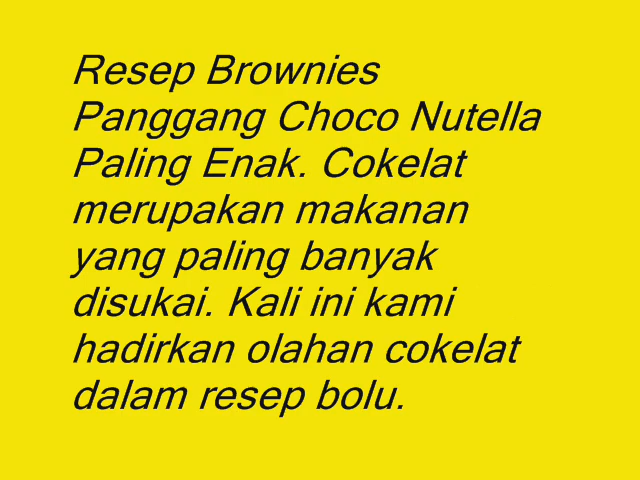 Resep Brownies
Panggang Choco Nutella
Paling Enak. Cokelat
merupakan makanan
yang paling banyak
disukai. Kali ini kami
hadirkan olahan cokelat
dalam resep bolu.